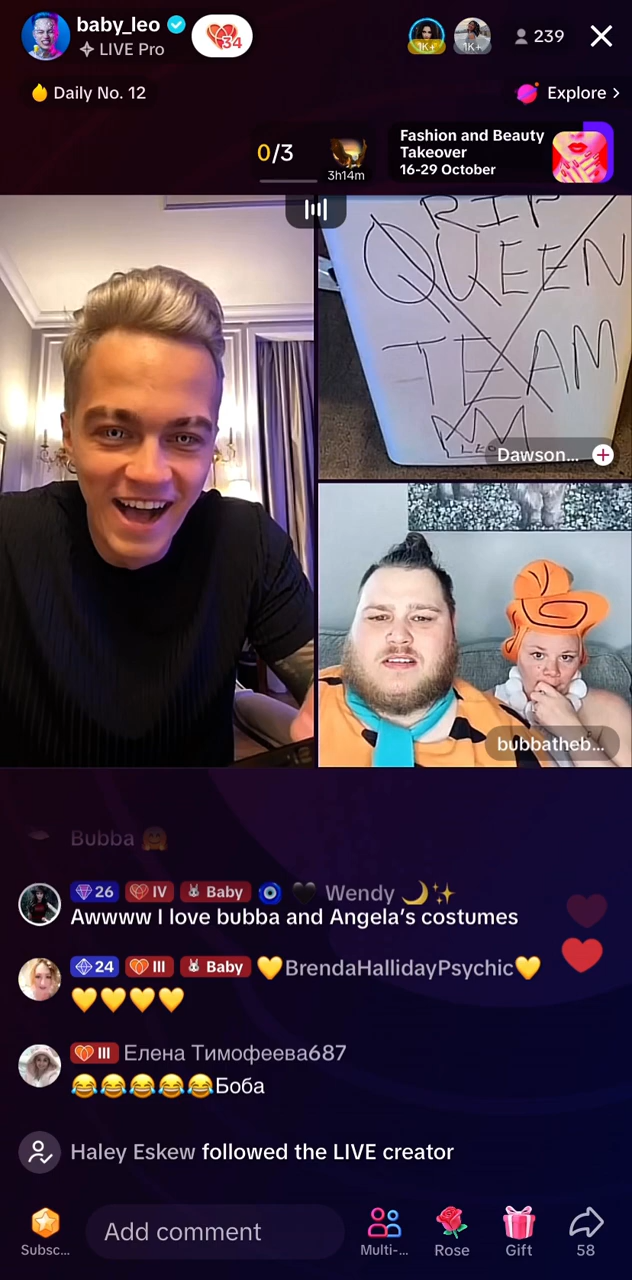 baby_leo
LIVE Pro
34
1K+
1K+
239
Daily No. 12
Explore >
0/3
3h14m
Fashion and Beauty
Takeover
16-29 October
RIP
QUEEN
TEAM
Dawson...
bubbatheb...
Bubba 🤗
26 IV Baby 🧿 🖤 Wendy 🌙✨
Awwww I love bubba and Angela’s costumes
24 III Baby 💛BrendaHallidayPsychic💛
💛💛💛💛
III Елена Тимофеева687
😂😂😂😂😂Боба
Haley Eskew followed the LIVE creator
Subsc...
Add comment
Multi-...
Rose
Gift
58